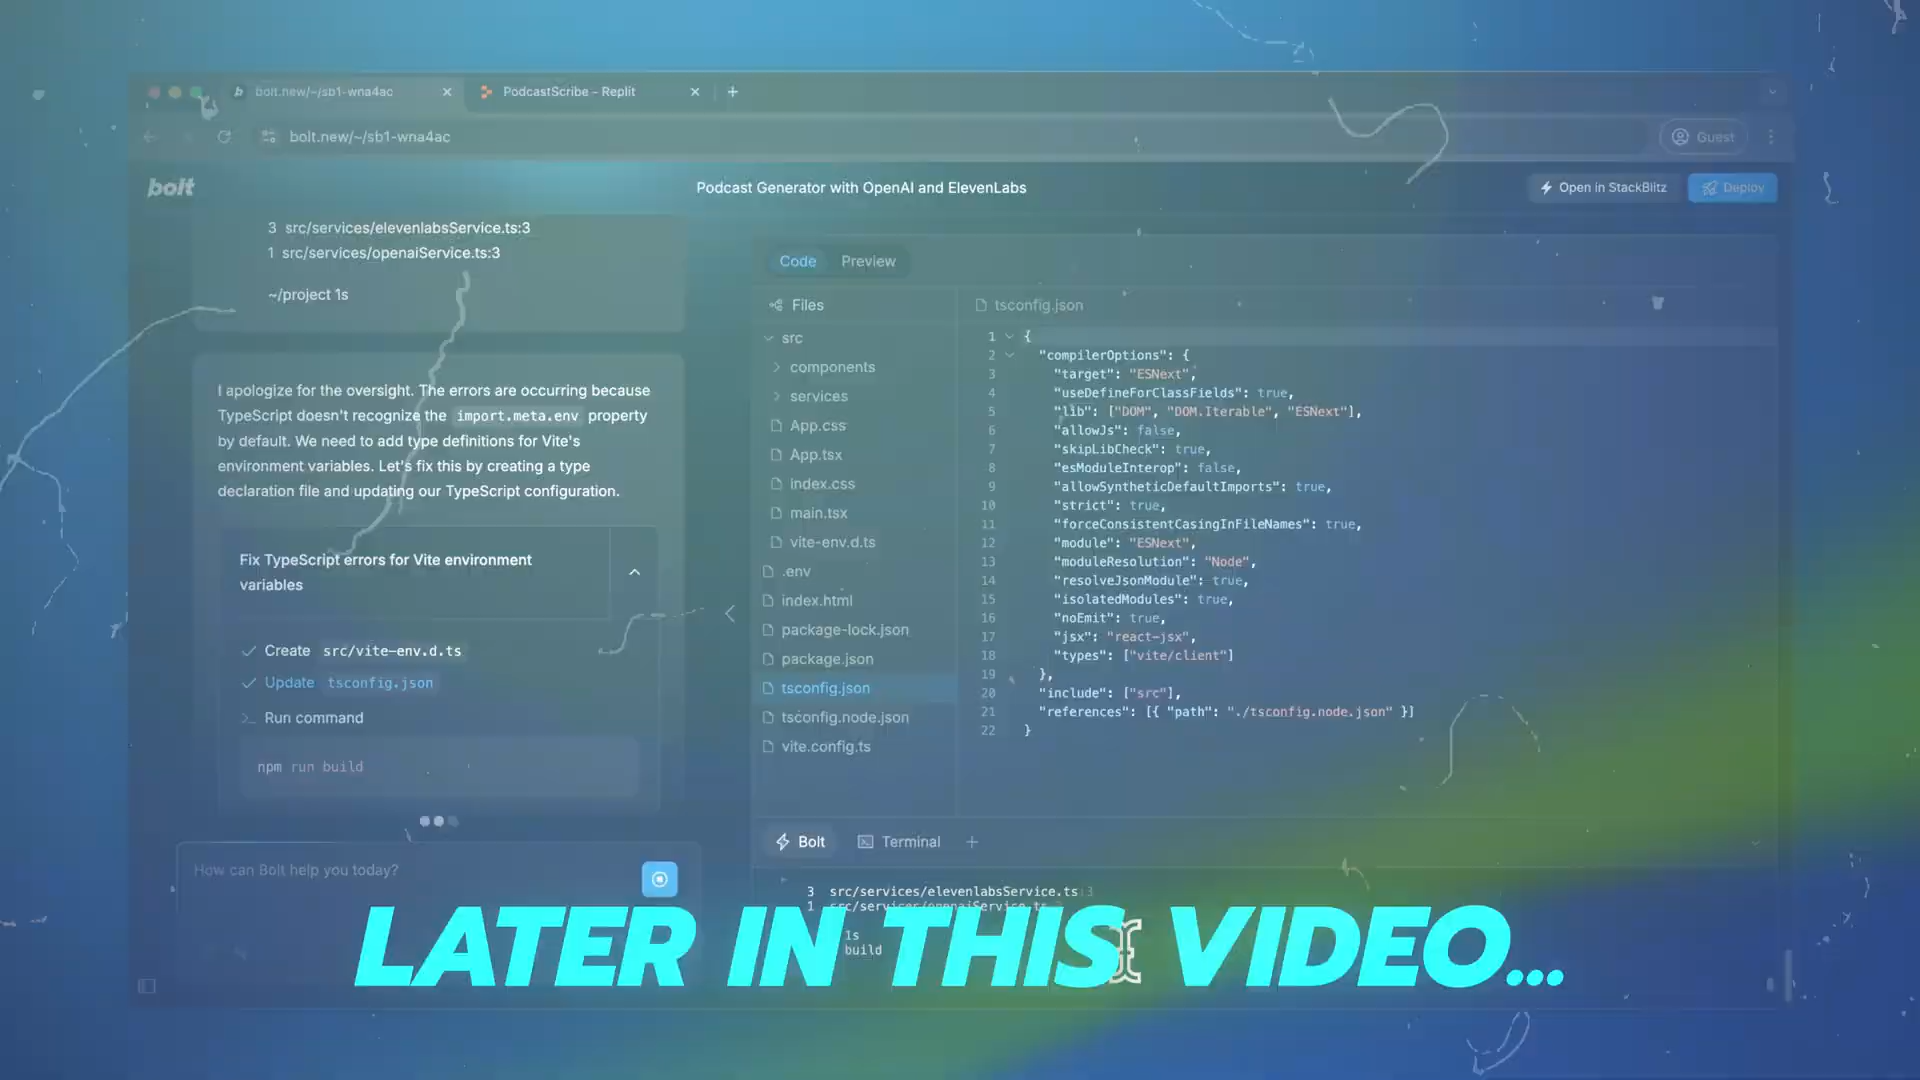 bolt.new/~/sb1-wna4ac
PodcastScribe – Replit
bolt.new/~/sb1-wna4ac
Guest
bolt
Podcast Generator with OpenAI and ElevenLabs
Open in StackBlitz
Deploy
3 src/services/elevenlabsService.ts:3
1 src/services/openaiService.ts:3
~/project 1s
I apologize for the oversight. The errors are occurring because
TypeScript doesn't recognize the import.meta.env property
by default. We need to add type definitions for Vite's
environment variables. Let's fix this by creating a type
declaration file and updating our TypeScript configuration.
Fix TypeScript errors for Vite environment
variables
Create src/vite-env.d.ts
Update tsconfig.json
Run command
npm run build
How can Bolt help you today?
Code
Preview
Files
src
components
services
App.css
App.tsx
index.css
main.tsx
vite-env.d.ts
.env
index.html
package-lock.json
package.json
tsconfig.json
tsconfig.node.json
vite.config.ts
tsconfig.json
1 {
2 "compilerOptions": {
3 "target": "ESNext",
4 "useDefineForClassFields": true,
5 "lib": ["DOM", "DOM.Iterable", "ESNext"],
6 "allowJs": false,
7 "skipLibCheck": true,
8 "esModuleInterop": false,
9 "allowSyntheticDefaultImports": true,
10 "strict": true,
11 "forceConsistentCasingInFileNames": true,
12 "module": "ESNext",
13 "moduleResolution": "Node",
14 "resolveJsonModule": true,
15 "isolatedModules": true,
16 "noEmit": true,
17 "jsx": "react-jsx",
18 "types": ["vite/client"]
19 },
20 "include": ["src"],
21 "references": [{ "path": "./tsconfig.node.json" }]
22 }
Bolt
Terminal
3 src/services/elevenlabsService.ts:3
1 src/services/openaiService.ts
1s
build
LATER IN THIS VIDEO...